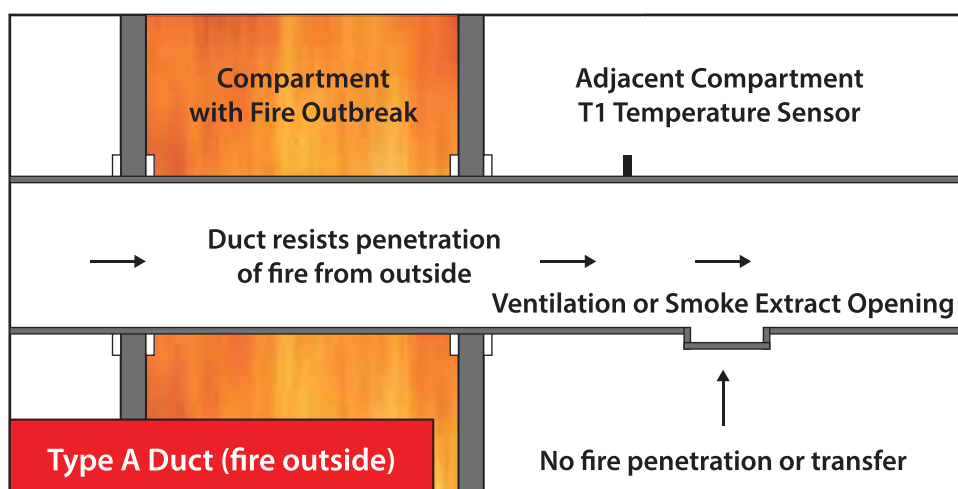 Compartment
with Fire Outbreak
Adjacent Compartment
T1 Temperature Sensor
Duct resists penetration
of fire from outside
Ventilation or Smoke Extract Opening
Type A Duct (fire outside)
No fire penetration or transfer